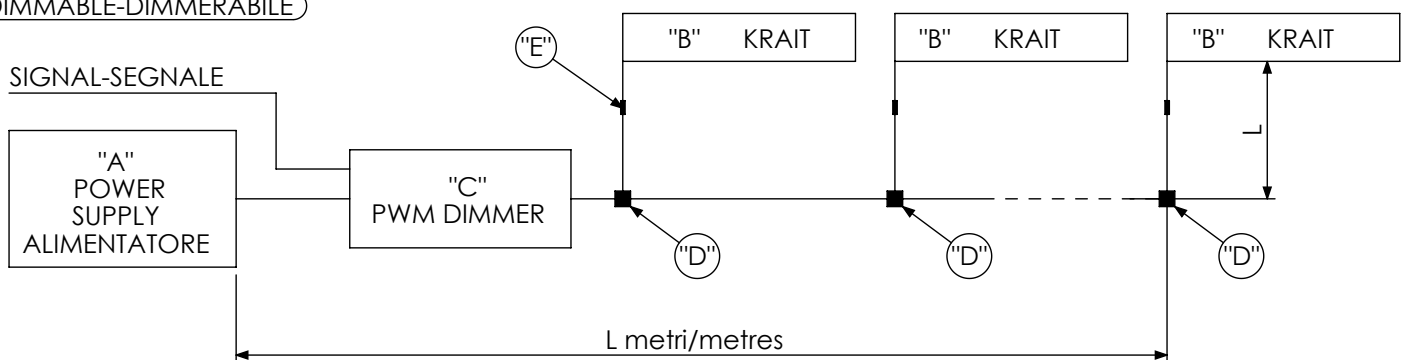 DIMMABLE-DIMMERABILE
"B" KRAIT
"B" KRAIT
"B" KRAIT
"E"
SIGNAL-SEGNALE
L
"A"
POWER
SUPPLY
ALIMENTATORE
"C"
PWM DIMMER
"D"
"D"
"D"
L metri/metres